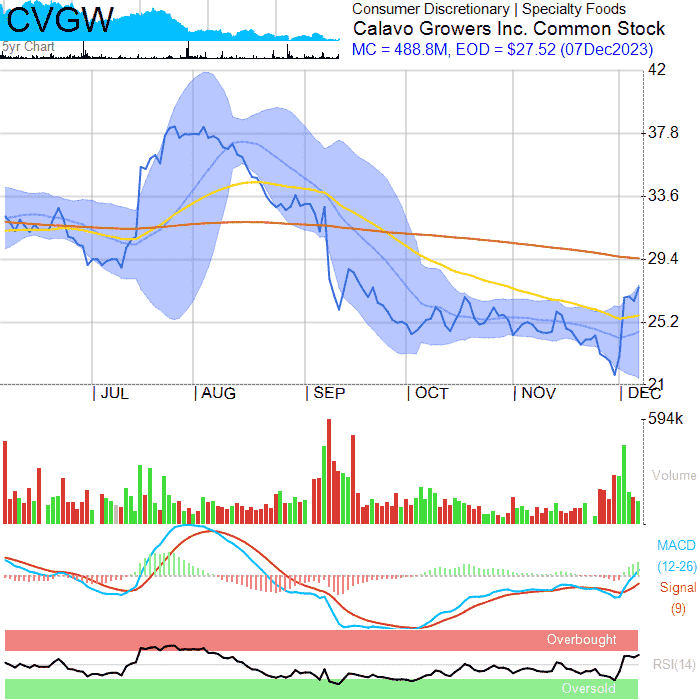 CVGW
5yr Chart
Consumer Discretionary | Specialty Foods
Calavo Growers Inc. Common Stock
MC = 488.8M, EOD = $27.52 (07Dec2023)
42
37.8
33.6
29.4
25.2
21
JUL AUG SEP OCT NOV DEC
594k
Volume
MACD
(12-26)
Signal
(9)
Overbought
RSI(14)
Oversold